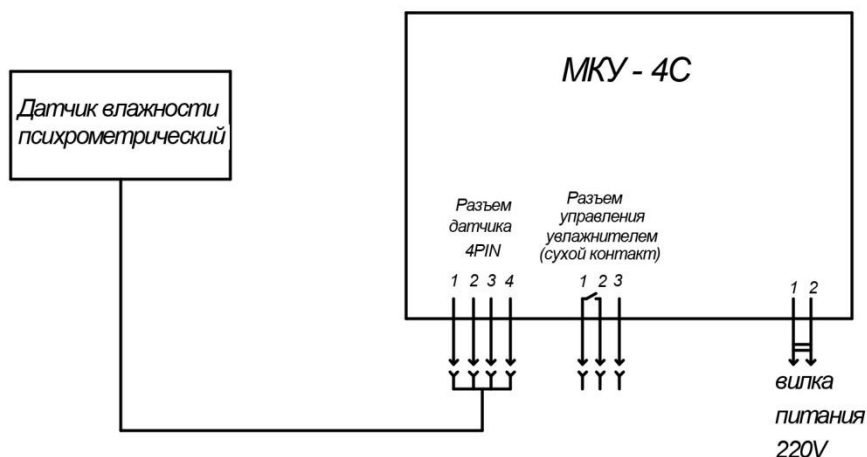 МКУ - 4С
Датчик влажности
психрометрический
Разъем
датчика
4PIN
1 2 3 4
Разъем
управления
увлажнителем
(сухой контакт)
1 2 3
1 2
вилка
питания
220V